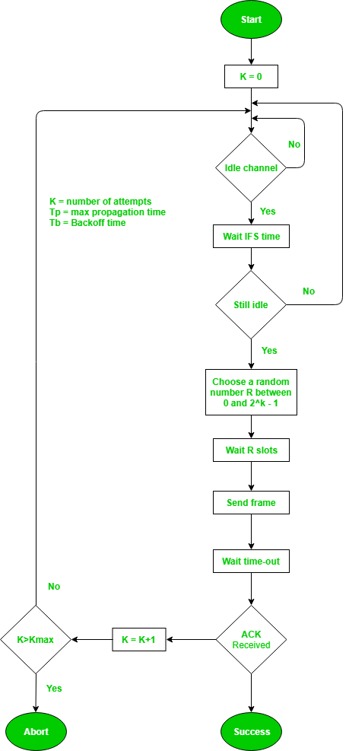 Start
K = 0
Idle channel
No
Yes
K = number of attempts
Tp = max propagation time
Tb = Backoff time
Wait IFS time
Still idle
No
Yes
Choose a random
number R between
0 and 2^k - 1
Wait R slots
Send frame
Wait time-out
No
ACK
Received
K = K+1
K>Kmax
Yes
Abort
Success